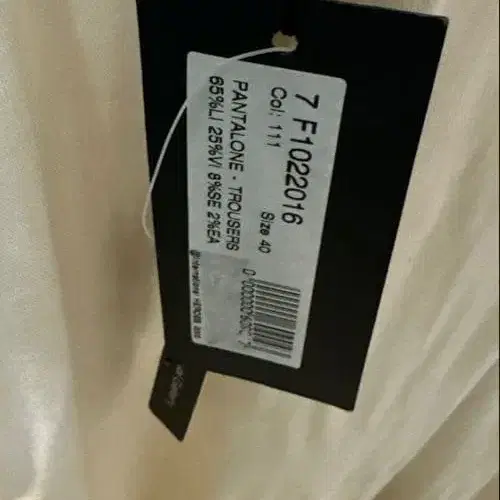 7 F1022016
Col: 111 Size 40
PANTALONE - TROUSERS
65%LI 25%VI 8%SE 2%EA